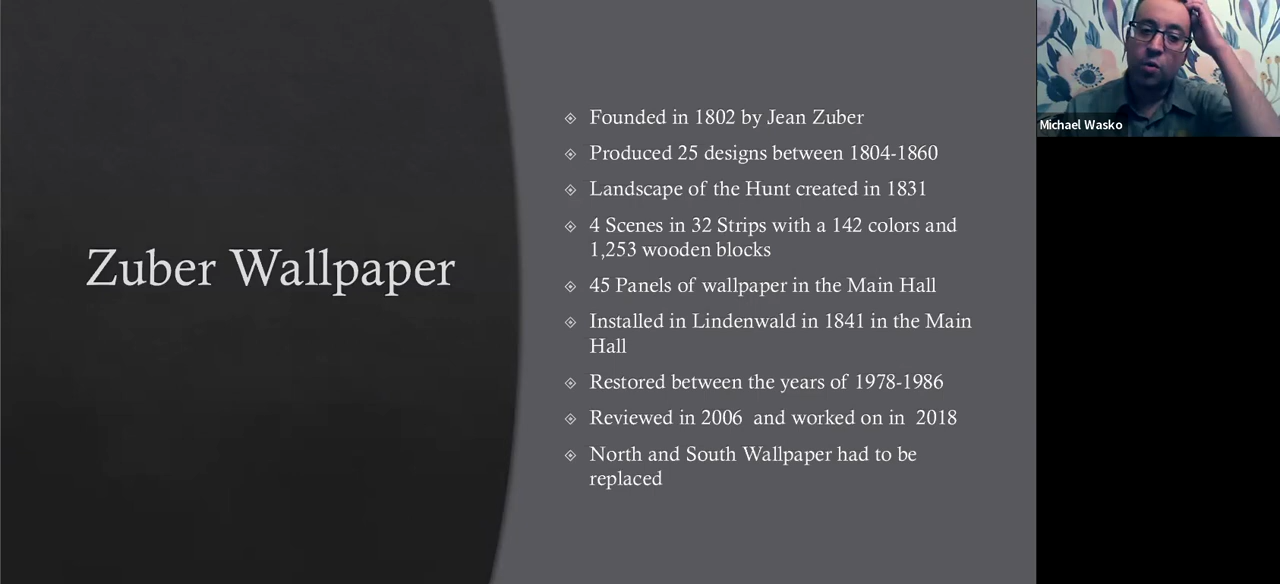 Zuber Wallpaper
Founded in 1802 by Jean Zuber
Produced 25 designs between 1804-1860
Landscape of the Hunt created in 1831
4 Scenes in 32 Strips with a 142 colors and
1,253 wooden blocks
45 Panels of wallpaper in the Main Hall
Installed in Lindenwald in 1841 in the Main
Hall
Restored between the years of 1978-1986
Reviewed in 2006  and worked on in  2018
North and South Wallpaper had to be
replaced
Michael Wasko